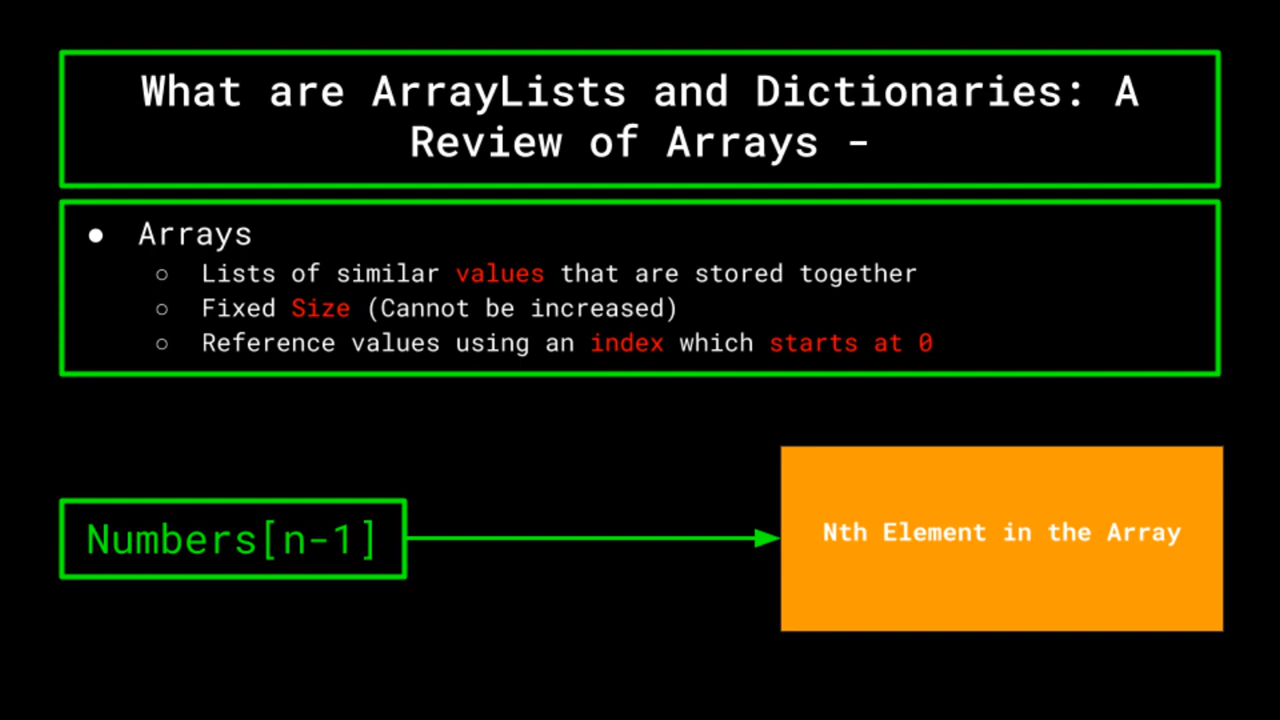 What are ArrayLists and Dictionaries: A
Review of Arrays -
● Arrays
○ Lists of similar values that are stored together
○ Fixed Size (Cannot be increased)
○ Reference values using an index which starts at 0
Numbers[n-1]
Nth Element in the Array